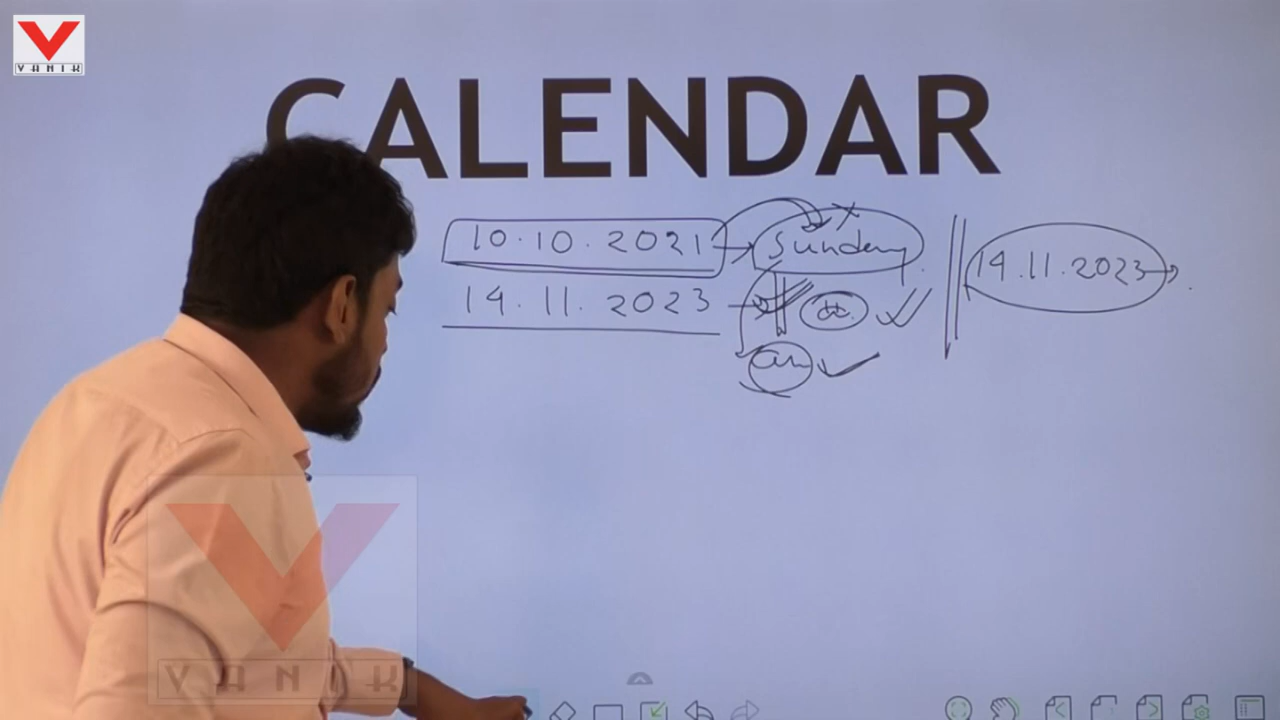 VANIK
CALENDAR
10.10.2021 → Sunday
14.11.2023
14.11.2023
VANIK